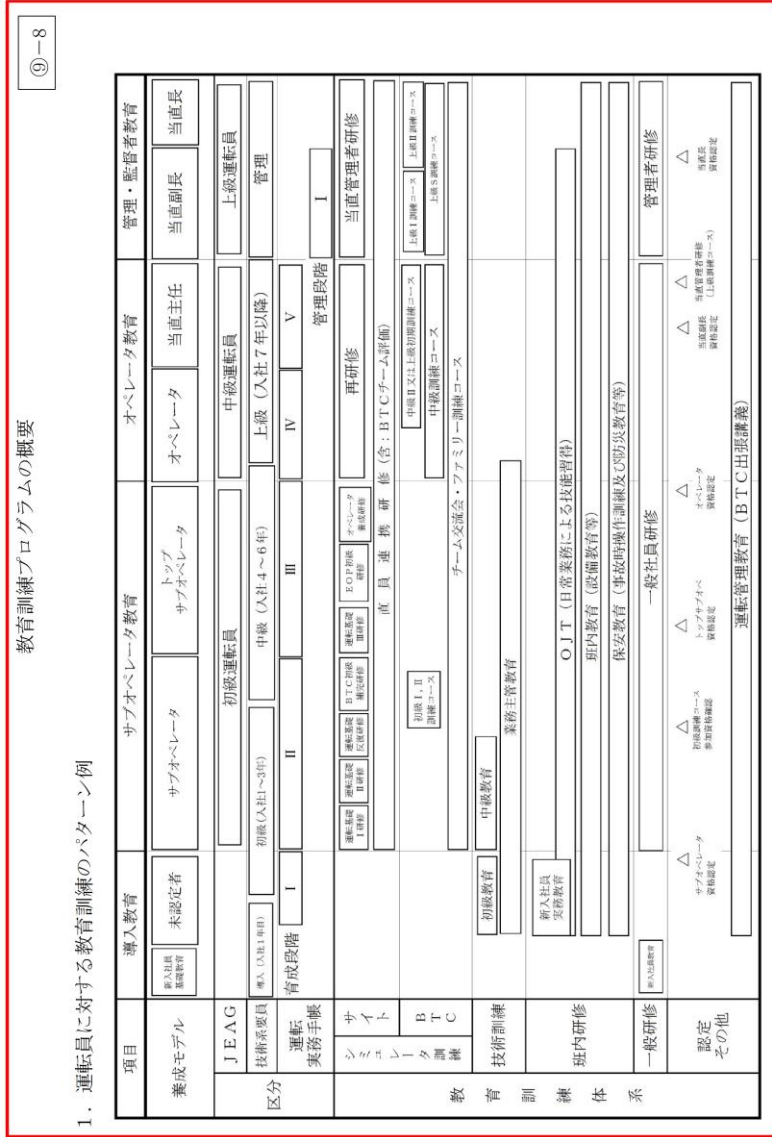 ⑨－8
教育訓練プログラムの概要
1．運転員に対する教育訓練のパターン例
項目
導入教育
サブオペレータ教育
オペレータ教育
管理・監督者教育
養成モデル
新入社員
基礎教育
未認定者
サブオペレータ
トップ
サブオペレータ
オペレータ
当直主任
当直副長
当直長
区分
JEAG
初級運転員
中級運転員
上級運転員
技術系要員
導入（入社1年目）
初級(入社1～3年)
中級（入社4～6年）
上級（入社7年以降）
管理
運転
実務手帳
育成段階
I
II
III
IV
V
管理段階
I
教育訓練体系
シミュレータ訓練
サイト
運転基礎
I研修
運転基礎
II研修
運転基礎
反復研修
BTC初級
補完研修
運転基礎
III研修
EOP初級
研修
オペレータ
養成研修
再研修
当直管理者研修
直員連携研修（含：BTCチーム評価）
BTC
初級I，II
訓練コース
中級II又は上級初期訓練コース
上級I訓練コース
上級II訓練コース
中級訓練コース
上級S訓練コース
チーム交流会・ファミリー訓練コース
技術訓練
初級教育
中級教育
業務主管教育
班内研修
新入社員
実務教育
OJT（日常業務による技能習得）
班内教育（設備教育等）
保安教育（事故時操作訓練及び防災教育等）
一般研修
新入社員教育
一般社員研修
管理者研修
認定
その他
△
サブオペレータ
資格認定
△
初級訓練コース
参加資格確認
△
トップサブオペ
資格認定
△
オペレータ
資格認定
△
当直副長
資格認定
△
当直管理者研修
（上級訓練コース）
△
当直長
資格認定
運転管理教育（BTC出張講義）